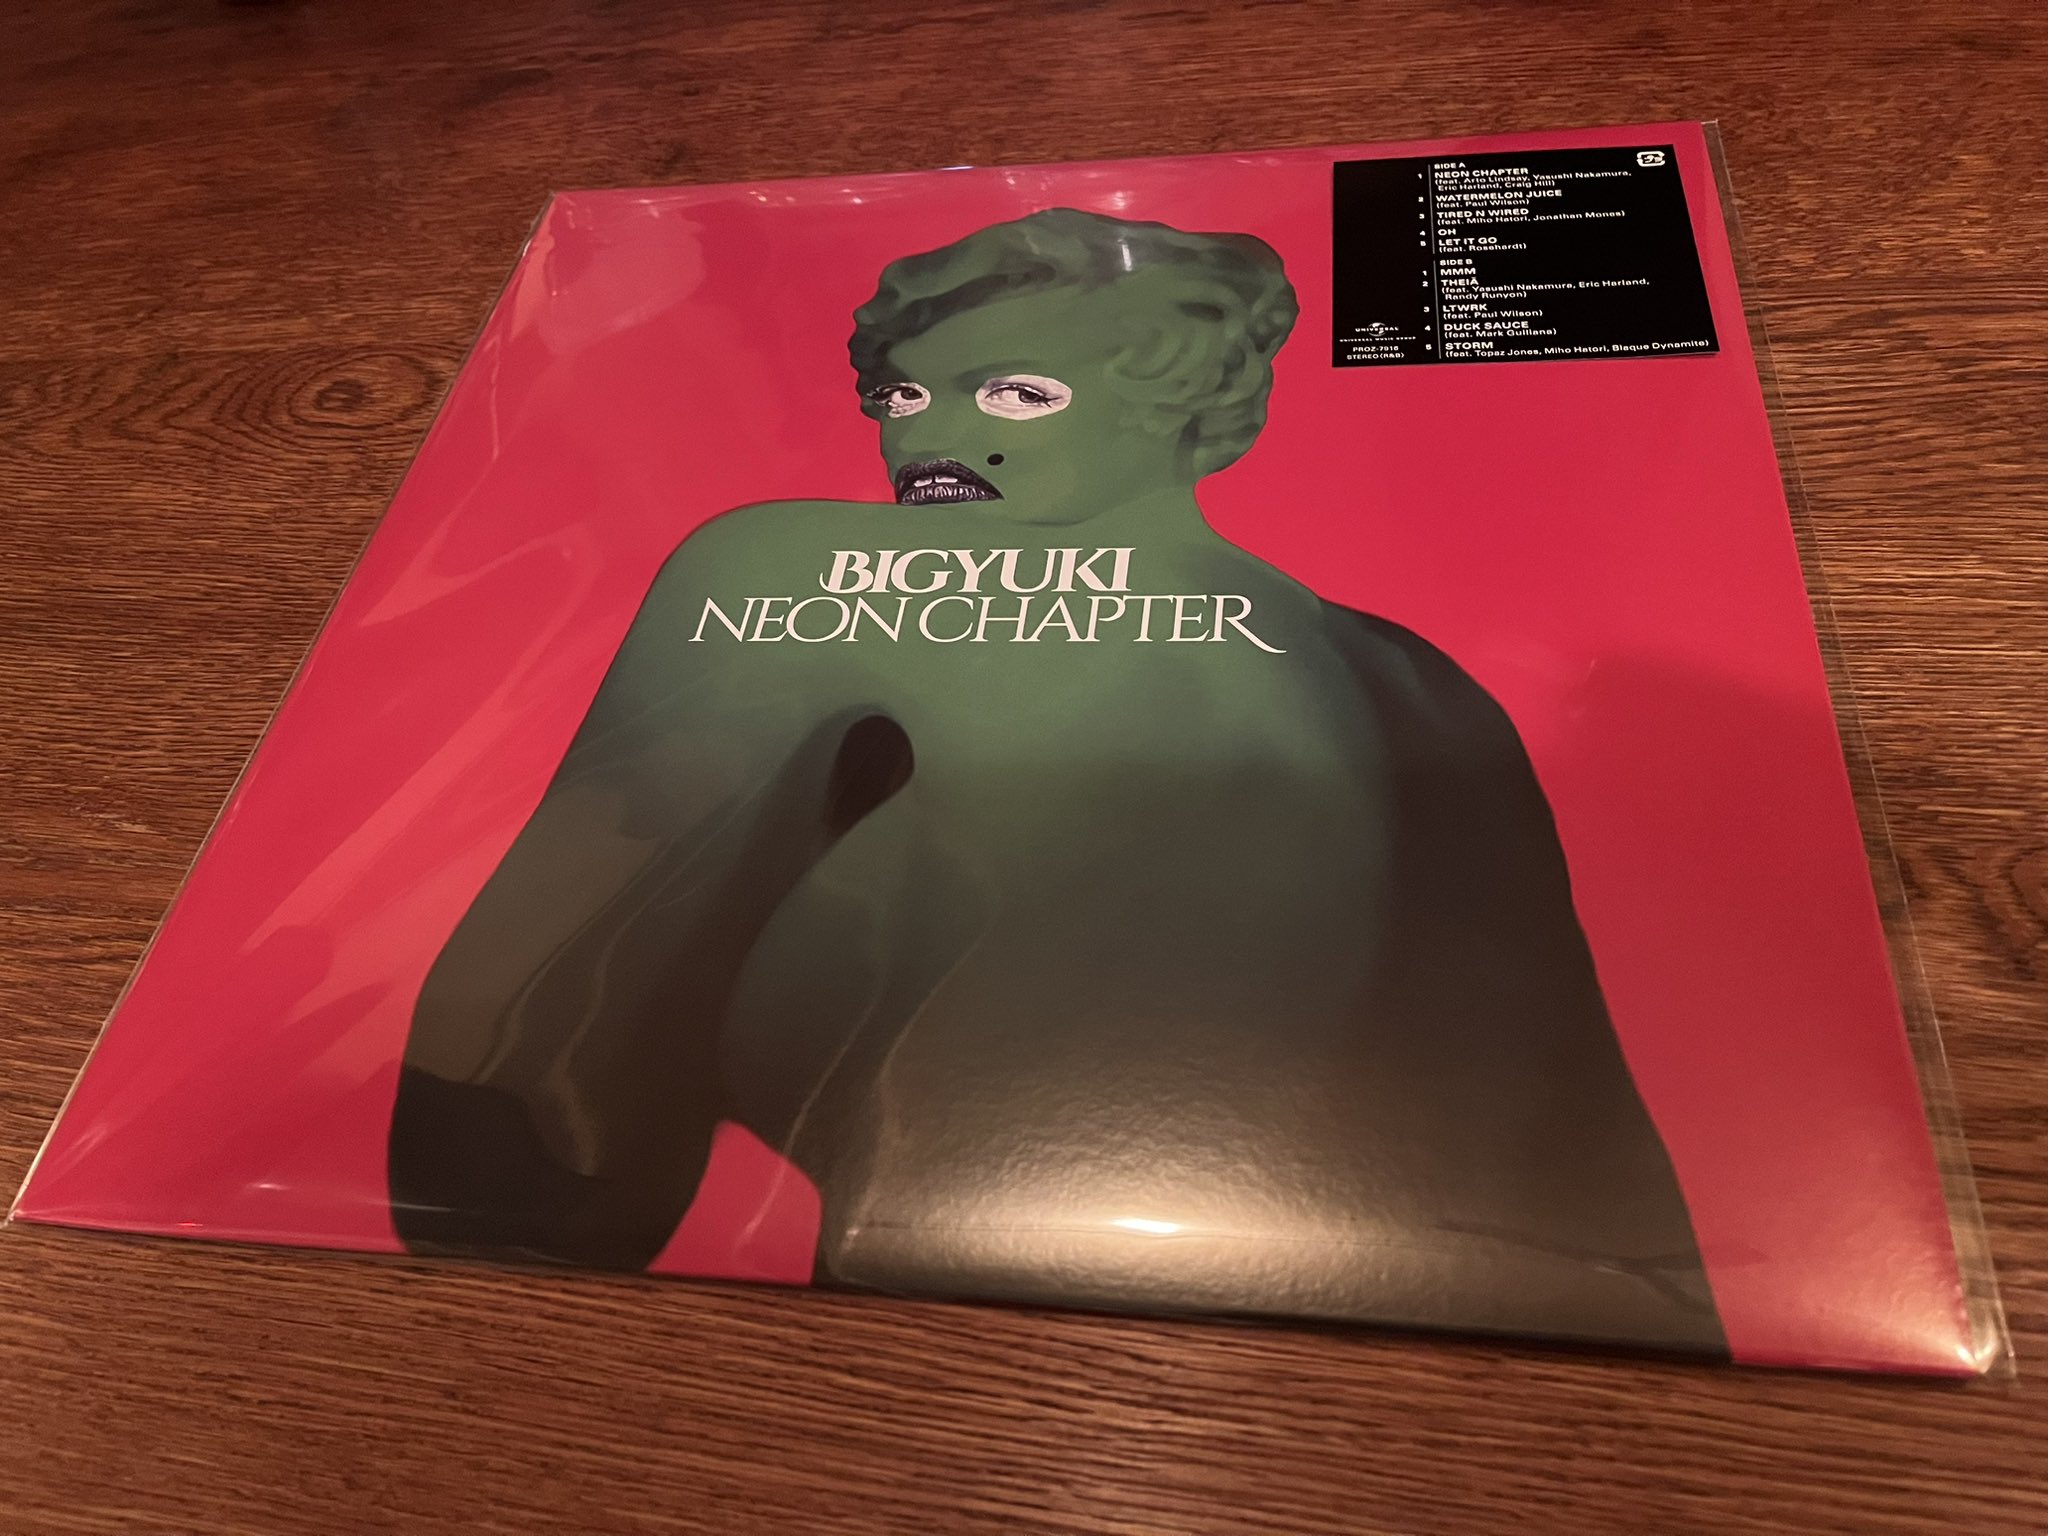 SIDE A
1 NEON CHAPTER
(feat. Arto Lindsay, Yasushi Nakamura,
Eric Harland, Craig Hill)
2 WATERMELON JUICE
(feat. Paul Wilson)
3 TIRED N WIRED
(feat. Miho Hatori, Jonathan Mones)
4 OH
5 LET IT GO
(feat. Rosehardt)
SIDE B
1 MMM
2 THEIĀ
(feat. Yasushi Nakamura, Eric Harland,
Randy Runyon)
3 LTWRK
(feat. Paul Wilson)
4 DUCK SAUCE
(feat. Mark Guiliana)
5 STORM
(feat. Topaz Jones, Miho Hatori, Blaque Dynamite)
UNIVERSAL
UNIVERSAL MUSIC GROUP
PROZ-7916
STEREO(R&B)
BIGYUKI
NEON CHAPTER